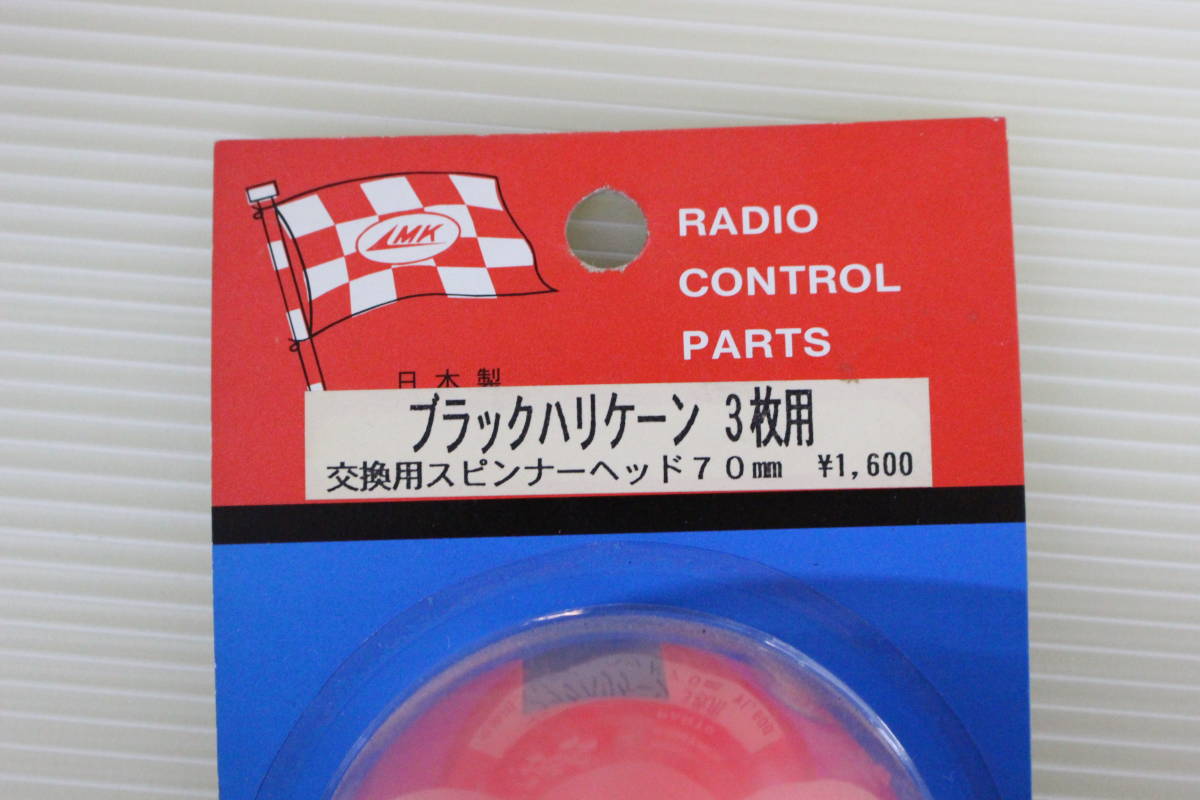 LMK
RADIO
CONTROL
PARTS
日本製
ブラックハリケーン 3枚用
交換用スピンナーヘッド70mm ¥1,600